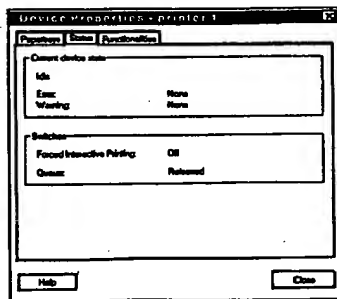 Device Properties - printer 1
Papertrays Status Functionalities
Current device state
Idle
Error: None
Warning: None
Switches
Forced Interactive Printing: Off
Queue: Released
Help Close